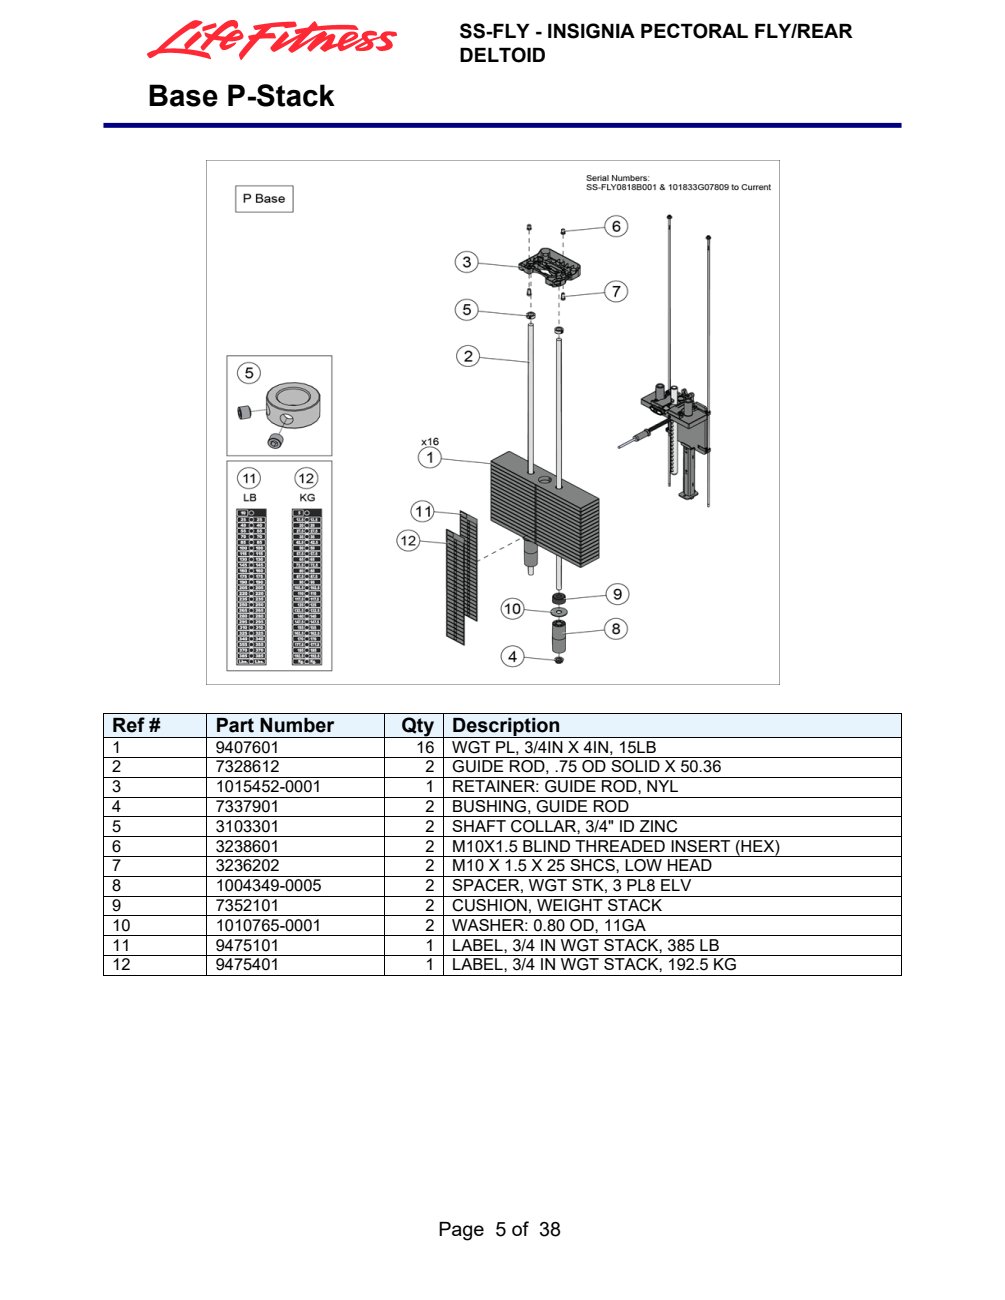 Life Fitness
SS-FLY - INSIGNIA PECTORAL FLY/REAR
DELTOID
Base P-Stack
P Base
Serial Numbers:
SS-FLY0818B001 & 101833G07809 to Current
6
3
7
5
2
5
x16
1
11
12
LB
KG
11
12
9
10
8
4
Ref # Part Number Qty Description
1 9407601 16 WGT PL, 3/4IN X 4IN, 15LB
2 7328612 2 GUIDE ROD, .75 OD SOLID X 50.36
3 1015452-0001 1 RETAINER: GUIDE ROD, NYL
4 7337901 2 BUSHING, GUIDE ROD
5 3103301 2 SHAFT COLLAR, 3/4" ID ZINC
6 3238601 2 M10X1.5 BLIND THREADED INSERT (HEX)
7 3236202 2 M10 X 1.5 X 25 SHCS, LOW HEAD
8 1004349-0005 2 SPACER, WGT STK, 3 PL8 ELV
9 7352101 2 CUSHION, WEIGHT STACK
10 1010765-0001 2 WASHER: 0.80 OD, 11GA
11 9475101 1 LABEL, 3/4 IN WGT STACK, 385 LB
12 9475401 1 LABEL, 3/4 IN WGT STACK, 192.5 KG
Page 5 of 38